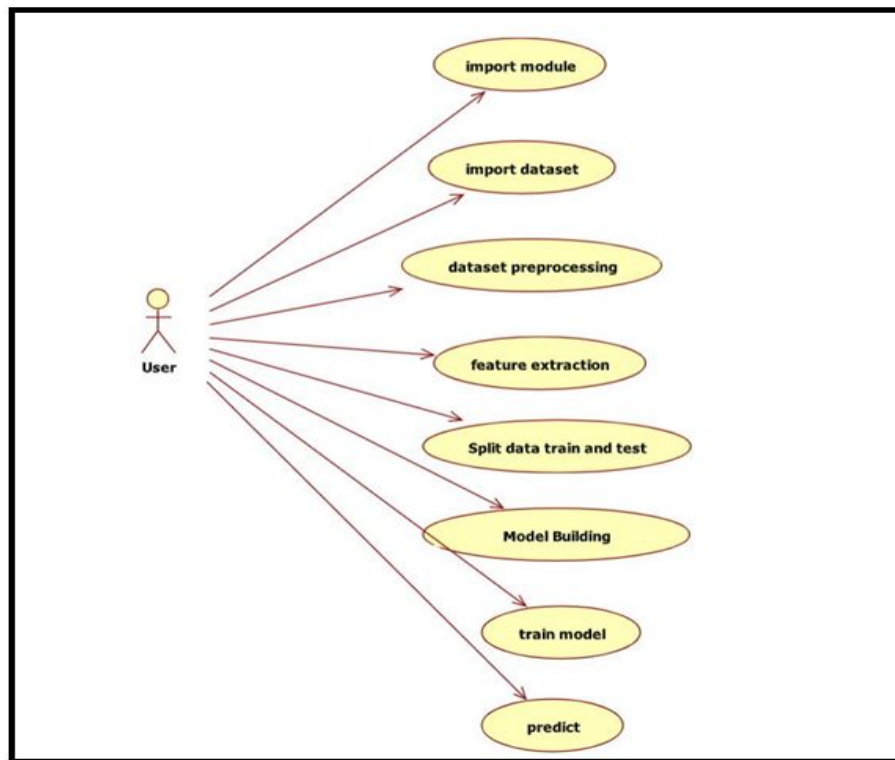 import module
import dataset
dataset preprocessing
User
feature extraction
Split data train and test
Model Building
train model
predict